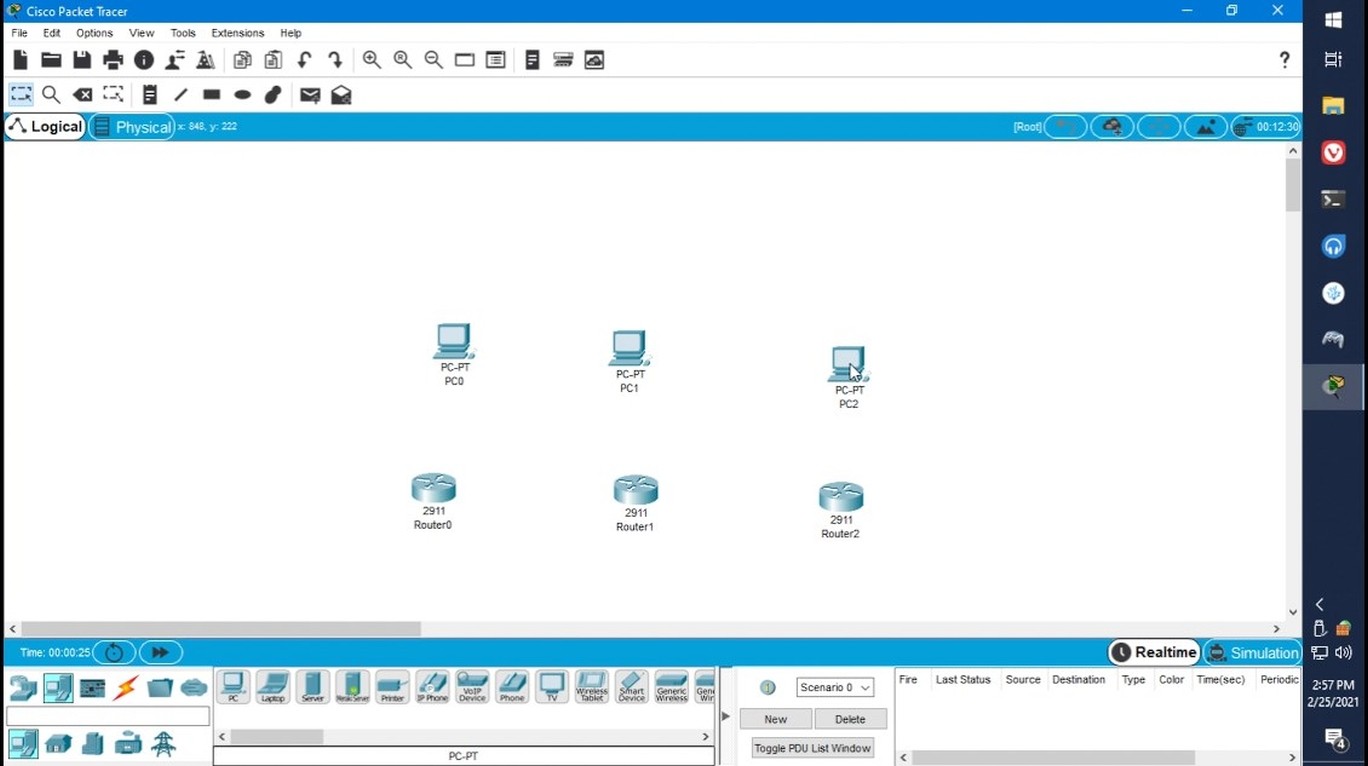 Cisco Packet Tracer
File Edit Options View Tools Extensions Help
?
Logical Physical x: 848, y: 222 [Root] 00:12:30
PC-PT
PC0
PC-PT
PC1
PC-PT
PC2
2911
Router0
2911
Router1
2911
Router2
Time: 00:00:25 Realtime Simulation
PC Laptop Server Printer IP Phone VoIP Device Phone TV Wireless Tablet Smart Device Generic Wireless
PC-PT
Scenario 0
New Delete
Toggle PDU List Window
Fire Last Status Source Destination Type Color Time(sec) Periodic
2:57 PM
2/25/2021
4